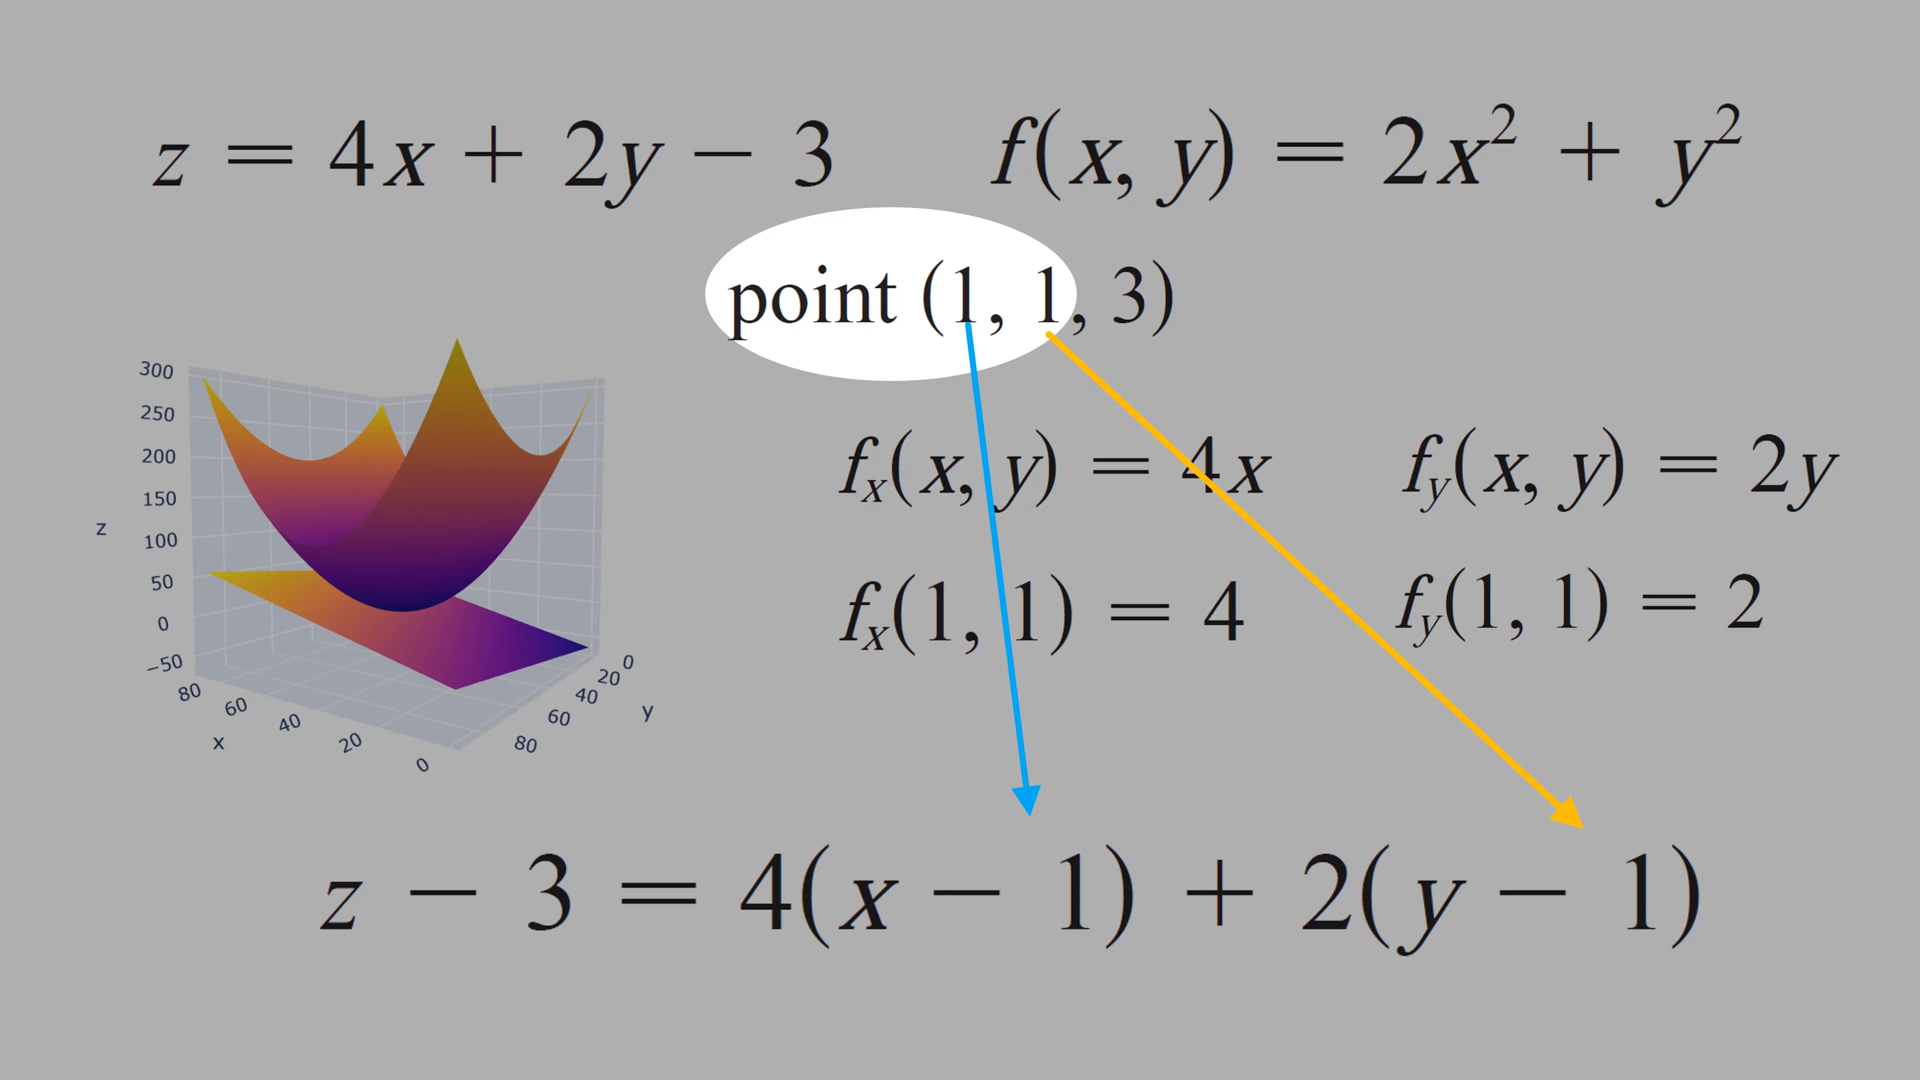 z = 4x + 2y − 3
f(x, y) = 2x² + y²
point (1, 1, 3)
300
250
200
150
100
50
0
−50
z
80
60
40
20
0
x
0
20
40
60
80
y
fₓ(x, y) = 4x
f_y(x, y) = 2y
fₓ(1, 1) = 4
f_y(1, 1) = 2
z − 3 = 4(x − 1) + 2(y − 1)